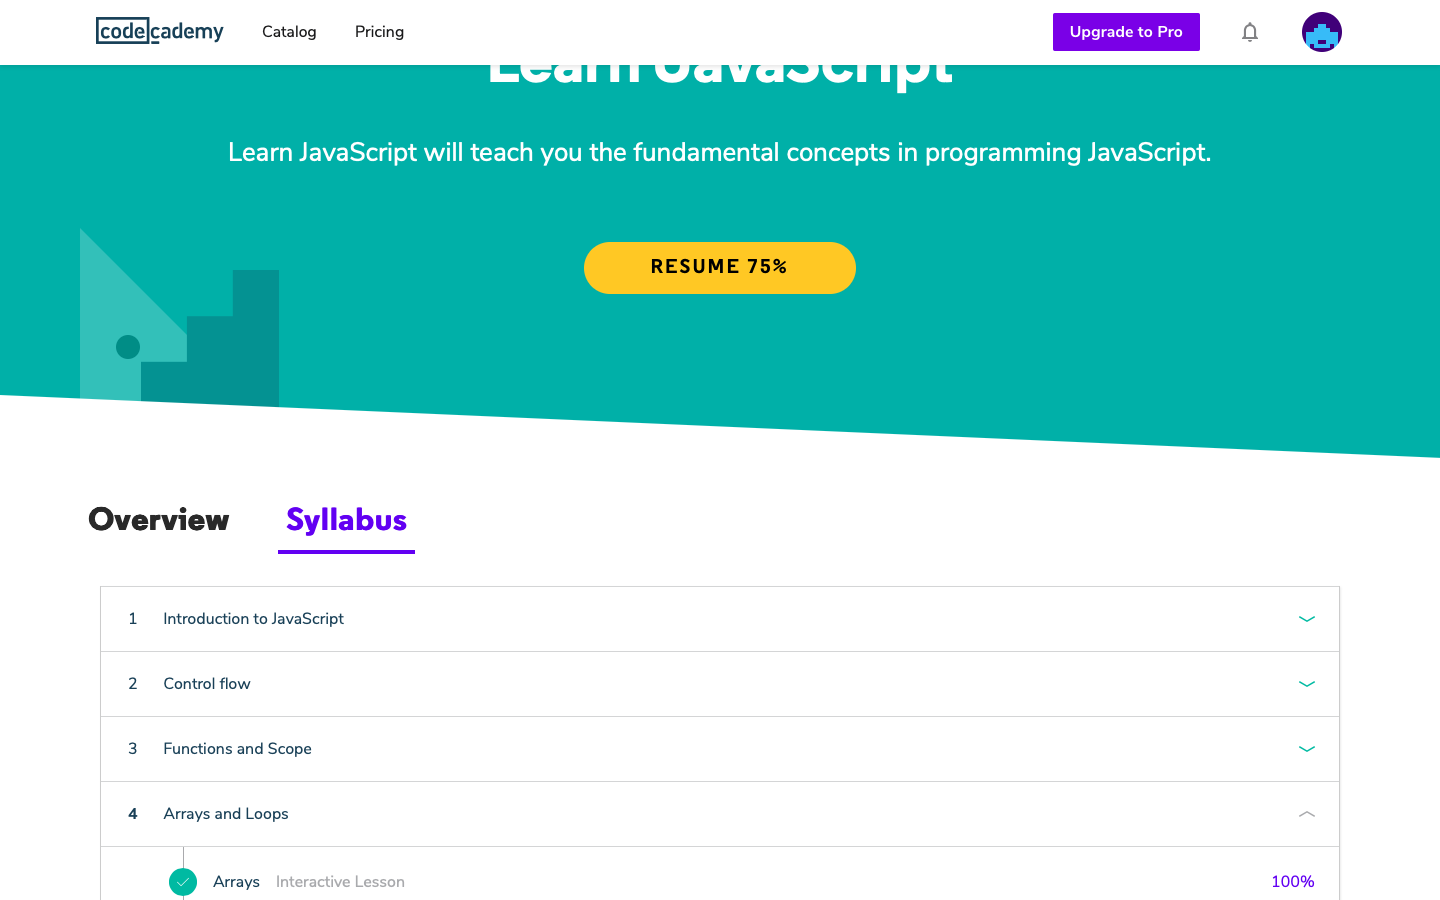 codecademy Catalog Pricing Upgrade to Pro
Learn JavaScript
Learn JavaScript will teach you the fundamental concepts in programming JavaScript.
RESUME 75%
Overview Syllabus
1 Introduction to JavaScript
2 Control flow
3 Functions and Scope
4 Arrays and Loops
Arrays Interactive Lesson 100%